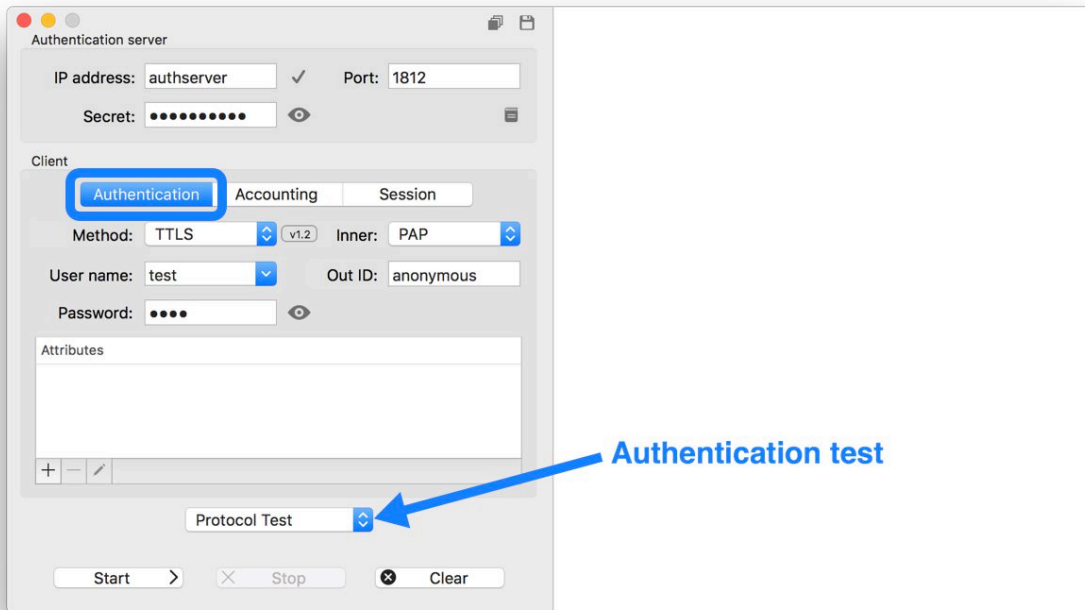 Authentication server
IP address: authserver Port: 1812
Secret: ●●●●●●●●●●
Client
Authentication Accounting Session
Method: TTLS v1.2 Inner: PAP
User name: test Out ID: anonymous
Password: ●●●●
Attributes
Authentication test
Protocol Test
Start Stop Clear